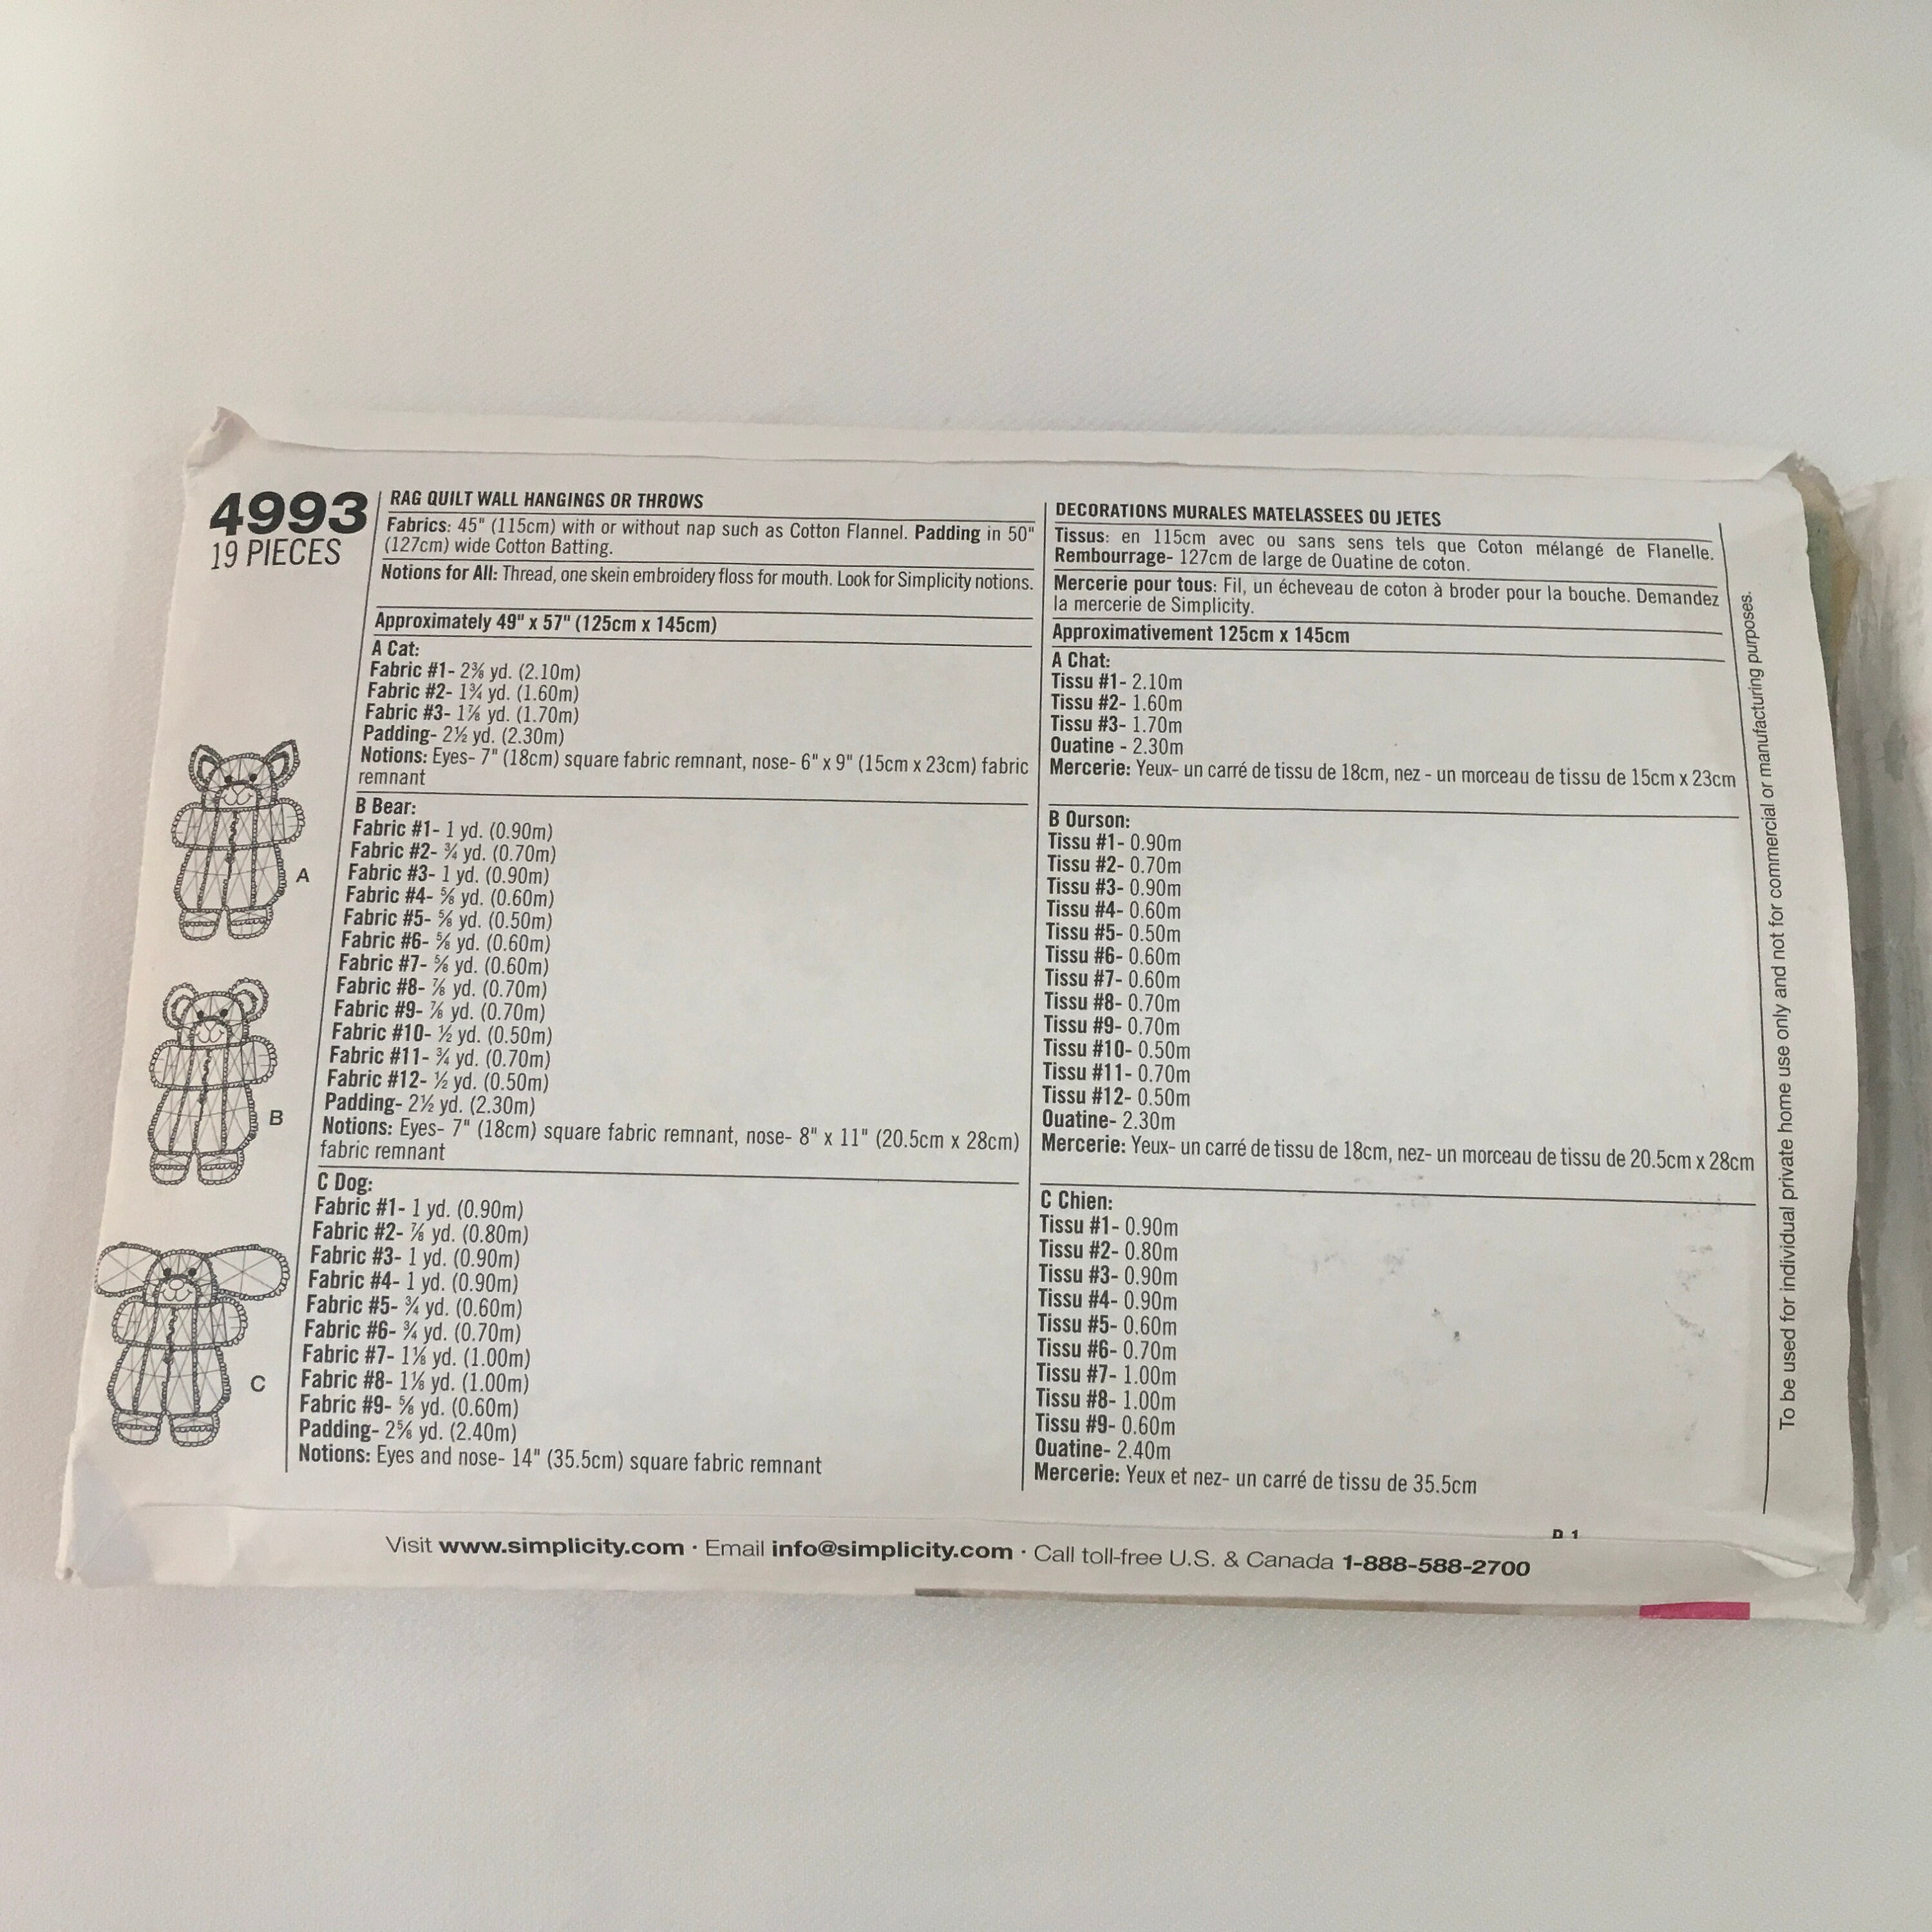 4993
19 PIECES
RAG QUILT WALL HANGINGS OR THROWS
Fabrics: 45" (115cm) with or without nap such as Cotton Flannel. Padding in 50"
(127cm) wide Cotton Batting.
Notions for All: Thread, one skein embroidery floss for mouth. Look for Simplicity notions.
Approximately 49" x 57" (125cm x 145cm)
A Cat:
Fabric #1- 2⅜ yd. (2.10m)
Fabric #2- 1¾ yd. (1.60m)
Fabric #3- 1⅞ yd. (1.70m)
Padding- 2½ yd. (2.30m)
Notions: Eyes- 7" (18cm) square fabric remnant, nose- 6" x 9" (15cm x 23cm) fabric
remnant
B Bear:
Fabric #1- 1 yd. (0.90m)
Fabric #2- ¾ yd. (0.70m)
Fabric #3- 1 yd. (0.90m)
Fabric #4- ⅝ yd. (0.60m)
Fabric #5- ⅝ yd. (0.50m)
Fabric #6- ⅝ yd. (0.60m)
Fabric #7- ⅝ yd. (0.60m)
Fabric #8- ⅞ yd. (0.70m)
Fabric #9- ⅞ yd. (0.70m)
Fabric #10- ½ yd. (0.50m)
Fabric #11- ¾ yd. (0.70m)
Fabric #12- ½ yd. (0.50m)
Padding- 2½ yd. (2.30m)
Notions: Eyes- 7" (18cm) square fabric remnant, nose- 8" x 11" (20.5cm x 28cm)
fabric remnant
C Dog:
Fabric #1- 1 yd. (0.90m)
Fabric #2- ⅞ yd. (0.80m)
Fabric #3- 1 yd. (0.90m)
Fabric #4- 1 yd. (0.90m)
Fabric #5- ¾ yd. (0.60m)
Fabric #6- ¾ yd. (0.70m)
Fabric #7- 1⅛ yd. (1.00m)
Fabric #8- 1⅛ yd. (1.00m)
Fabric #9- ⅝ yd. (0.60m)
Padding- 2⅝ yd. (2.40m)
Notions: Eyes and nose- 14" (35.5cm) square fabric remnant
A
B
C
DECORATIONS MURALES MATELASSEES OU JETES
Tissus: en 115cm avec ou sans sens tels que Coton mélangé de Flanelle.
Rembourrage- 127cm de large de Ouatine de coton.
Mercerie pour tous: Fil, un écheveau de coton à broder pour la bouche. Demandez
la mercerie de Simplicity.
Approximativement 125cm x 145cm
A Chat:
Tissu #1- 2.10m
Tissu #2- 1.60m
Tissu #3- 1.70m
Ouatine - 2.30m
Mercerie: Yeux- un carré de tissu de 18cm, nez - un morceau de tissu de 15cm x 23cm
B Ourson:
Tissu #1- 0.90m
Tissu #2- 0.70m
Tissu #3- 0.90m
Tissu #4- 0.60m
Tissu #5- 0.50m
Tissu #6- 0.60m
Tissu #7- 0.60m
Tissu #8- 0.70m
Tissu #9- 0.70m
Tissu #10- 0.50m
Tissu #11- 0.70m
Tissu #12- 0.50m
Ouatine- 2.30m
Mercerie: Yeux- un carré de tissu de 18cm, nez- un morceau de tissu de 20.5cm x 28cm
C Chien:
Tissu #1- 0.90m
Tissu #2- 0.80m
Tissu #3- 0.90m
Tissu #4- 0.90m
Tissu #5- 0.60m
Tissu #6- 0.70m
Tissu #7- 1.00m
Tissu #8- 1.00m
Tissu #9- 0.60m
Ouatine- 2.40m
Mercerie: Yeux et nez- un carré de tissu de 35.5cm
To be used for individual private home use only and not for commercial or manufacturing purposes.
Visit www.simplicity.com · Email info@simplicity.com · Call toll-free U.S. & Canada 1-888-588-2700